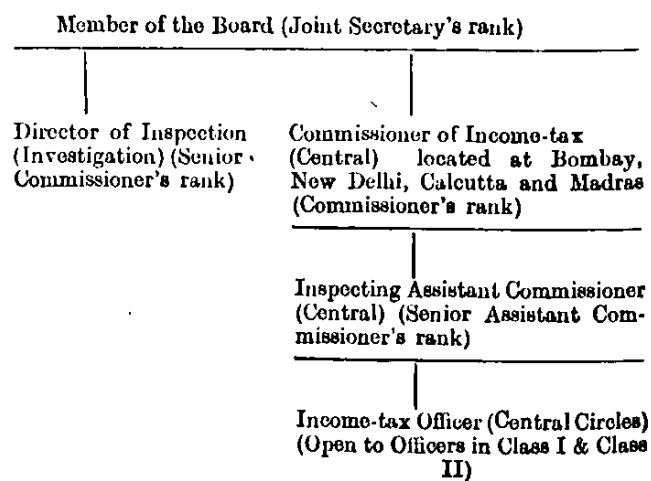 Member of the Board (Joint Secretary's rank)
Director of Inspection
(Investigation) (Senior
Commissioner's rank)
Commissioner of Income-tax
(Central) located at Bombay,
New Delhi, Calcutta and Madras
(Commissioner's rank)
Inspecting Assistant Commissioner
(Central) (Senior Assistant Com-
missioner's rank)
Income-tax Officer (Central Circles)
(Open to Officers in Class I & Class
II)